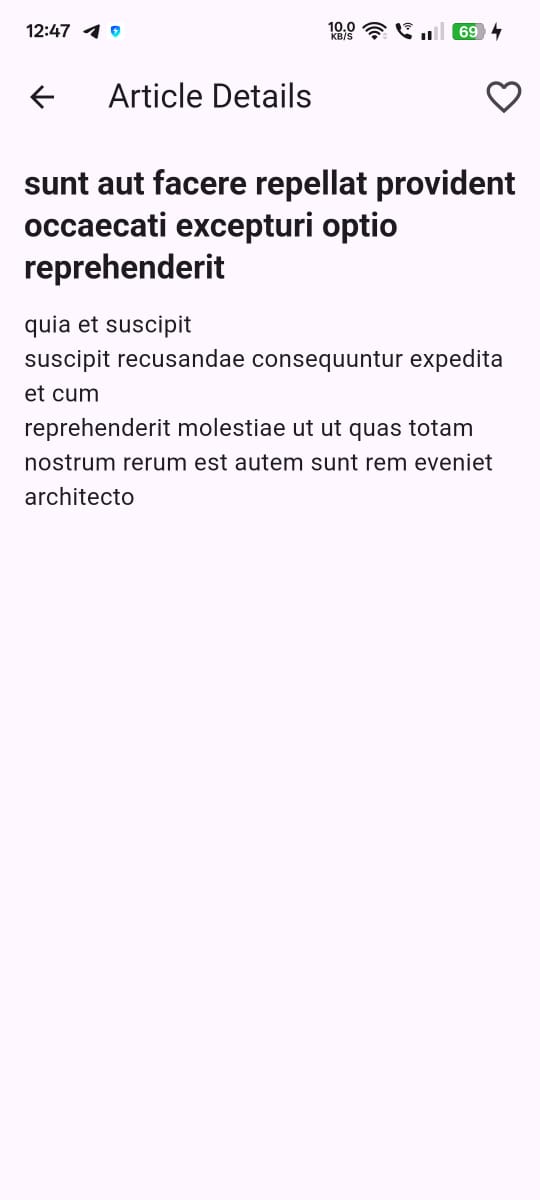 12:47
10.0
KB/S
69
Article Details
sunt aut facere repellat provident
occaecati excepturi optio
reprehenderit
quia et suscipit
suscipit recusandae consequuntur expedita
et cum
reprehenderit molestiae ut ut quas totam
nostrum rerum est autem sunt rem eveniet
architecto